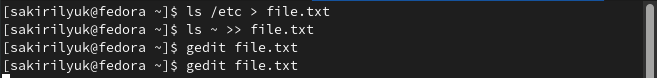 [sakirilyuk@fedora ~]$ ls /etc > file.txt
[sakirilyuk@fedora ~]$ ls ~ >> file.txt
[sakirilyuk@fedora ~]$ gedit file.txt
[sakirilyuk@fedora ~]$ gedit file.txt